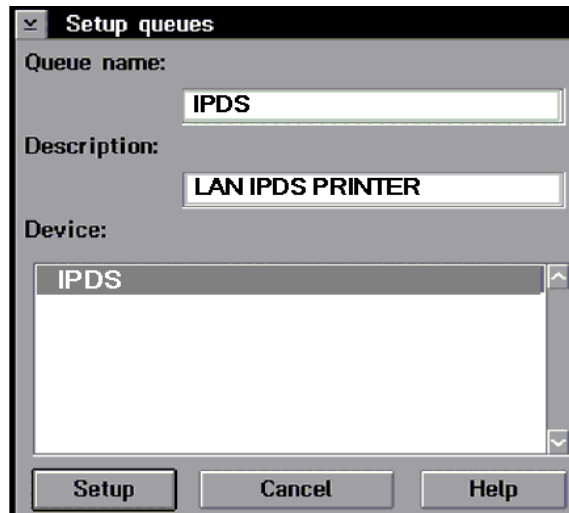 Setup queues
Queue name:
IPDS
Description:
LAN IPDS PRINTER
Device:
IPDS
Setup Cancel Help